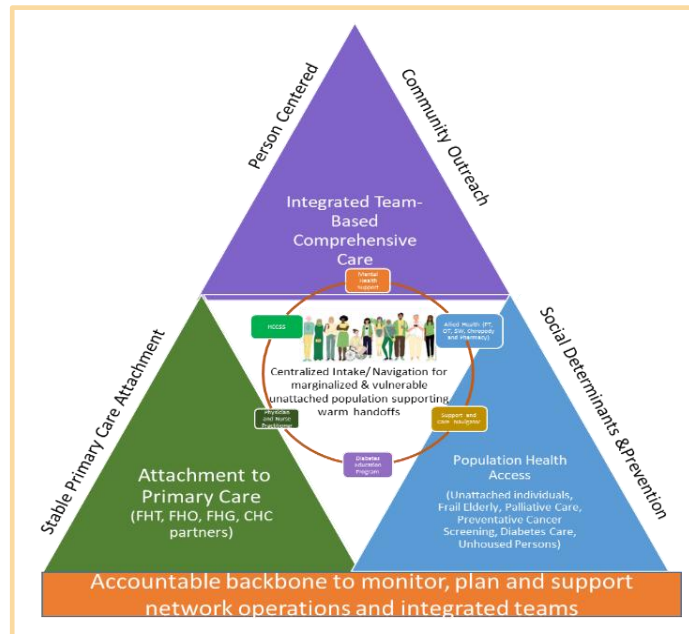 Person Centered
Community Outreach
Integrated Team-
Based
Comprehensive
Care
Mental
Health
Support
ACCESS
Allied Health (PT,
OT, SW, Chiropody
and Pharmacy)
Centralized Intake/Navigation for
marginalized & vulnerable
unattached population supporting
warm handoffs
Physician
and Nurse
Practitioner
Support and
Navigator
Diabetes
Education
Program
Stable Primary Care Attachment
Social Determinants &Prevention
Attachment to
Primary Care
(FHT, FHO, FHG, CHC
partners)
Population Health
Access
(Unattached individuals,
Frail Elderly, Palliative Care,
Preventative Cancer
Screening, Diabetes Care,
Unhoused Persons)
Accountable backbone to monitor, plan and support
network operations and integrated teams